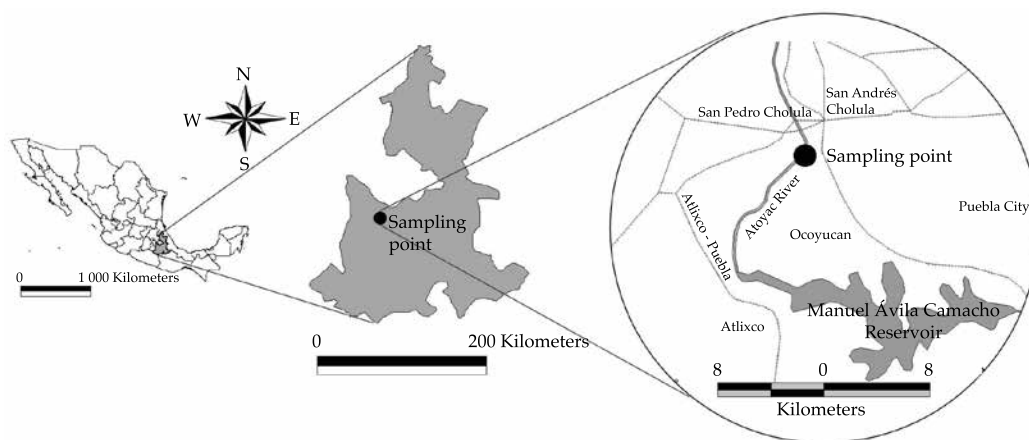 N
W E
S
0 1 000 Kilometers
Sampling
point
0 200 Kilometers
San Pedro Cholula
San Andrés
Cholula
Sampling point
Atoyac River
Atlixco - Puebla
Ocoyucan
Puebla City
Atlixco
Manuel Ávila Camacho
Reservoir
8 0 8
Kilometers